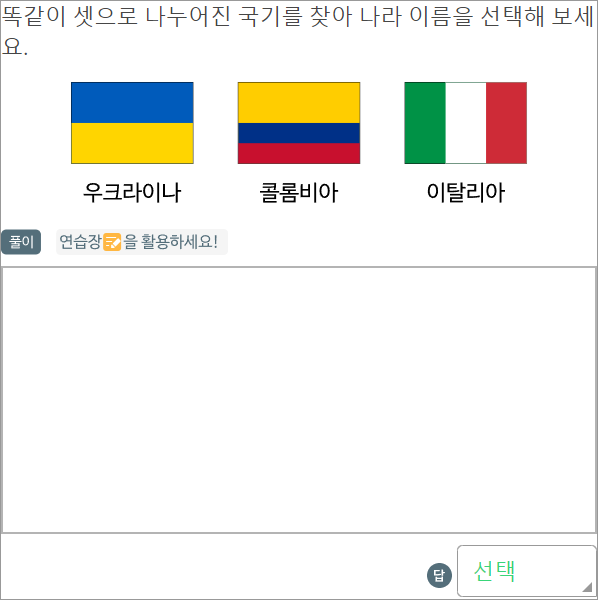 똑같이 셋으로 나누어진 국기를 찾아 나라 이름을 선택해 보세
요.
우크라이나 콜롬비아 이탈리아
풀이 연습장을 활용하세요!
답 선택